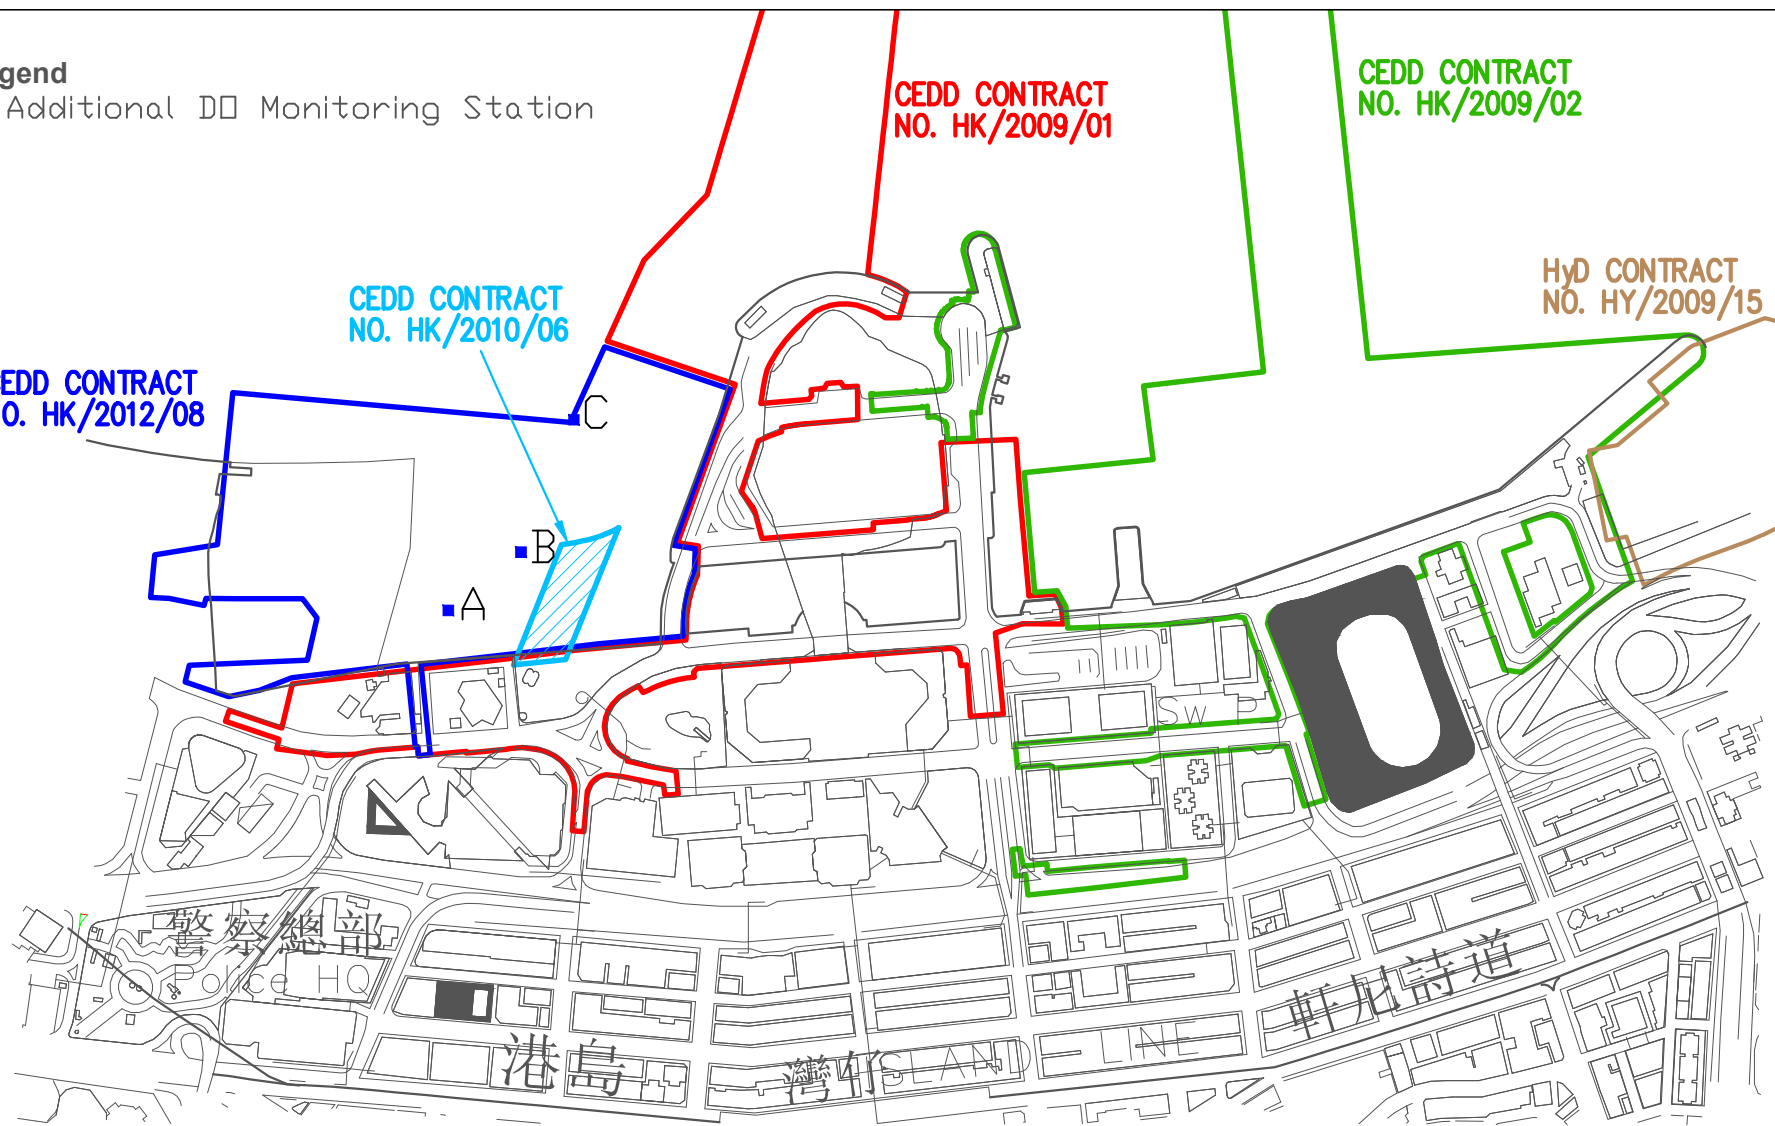 gend
Additional DO Monitoring Station
CEDD CONTRACT
NO. HK/2009/01
CEDD CONTRACT
NO. HK/2009/02
HyD CONTRACT
NO. HY/2009/15
CEDD CONTRACT
NO. HK/2010/06
EDD CONTRACT
O. HK/2012/08
C
B
A
SW P
警察總部
Police HQ
軒尼詩道
港島
灣仔
ISLAND LINE